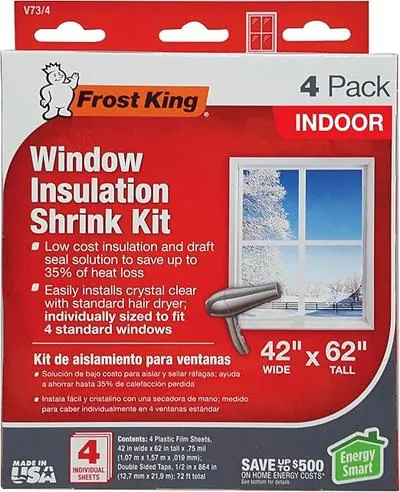 V73/4
Frost King
4 Pack
INDOOR
Window
Insulation
Shrink Kit
• Low cost insulation and draft
seal solution to save up to
35% of heat loss
• Easily installs crystal clear
with standard hair dryer;
individually sized to fit
4 standard windows
Kit de aislamiento para ventanas
• Solución de bajo costo para aislar y sellar ráfagas; ayuda
a ahorrar hasta 35% de calefacción perdida
• Instala fácil y cristalino con una secadora de mano; medido
para caber individualmente en 4 ventanas estándar
42" x 62"
WIDE TALL
MADE IN
USA
4
INDIVIDUAL
SHEETS
Contents: 4 Plastic Film Sheets,
42 in wide x 62 in tall x .75 mil
(1,07 m x 1,57 m x ,019 mm);
Double Sided Tape, 1/2 in x 864 in
(12,7 mm x 21,9 m); 72 ft total
SAVE UP TO $500
ON HOME ENERGY COSTS*
See bottom for details
Energy
Smart